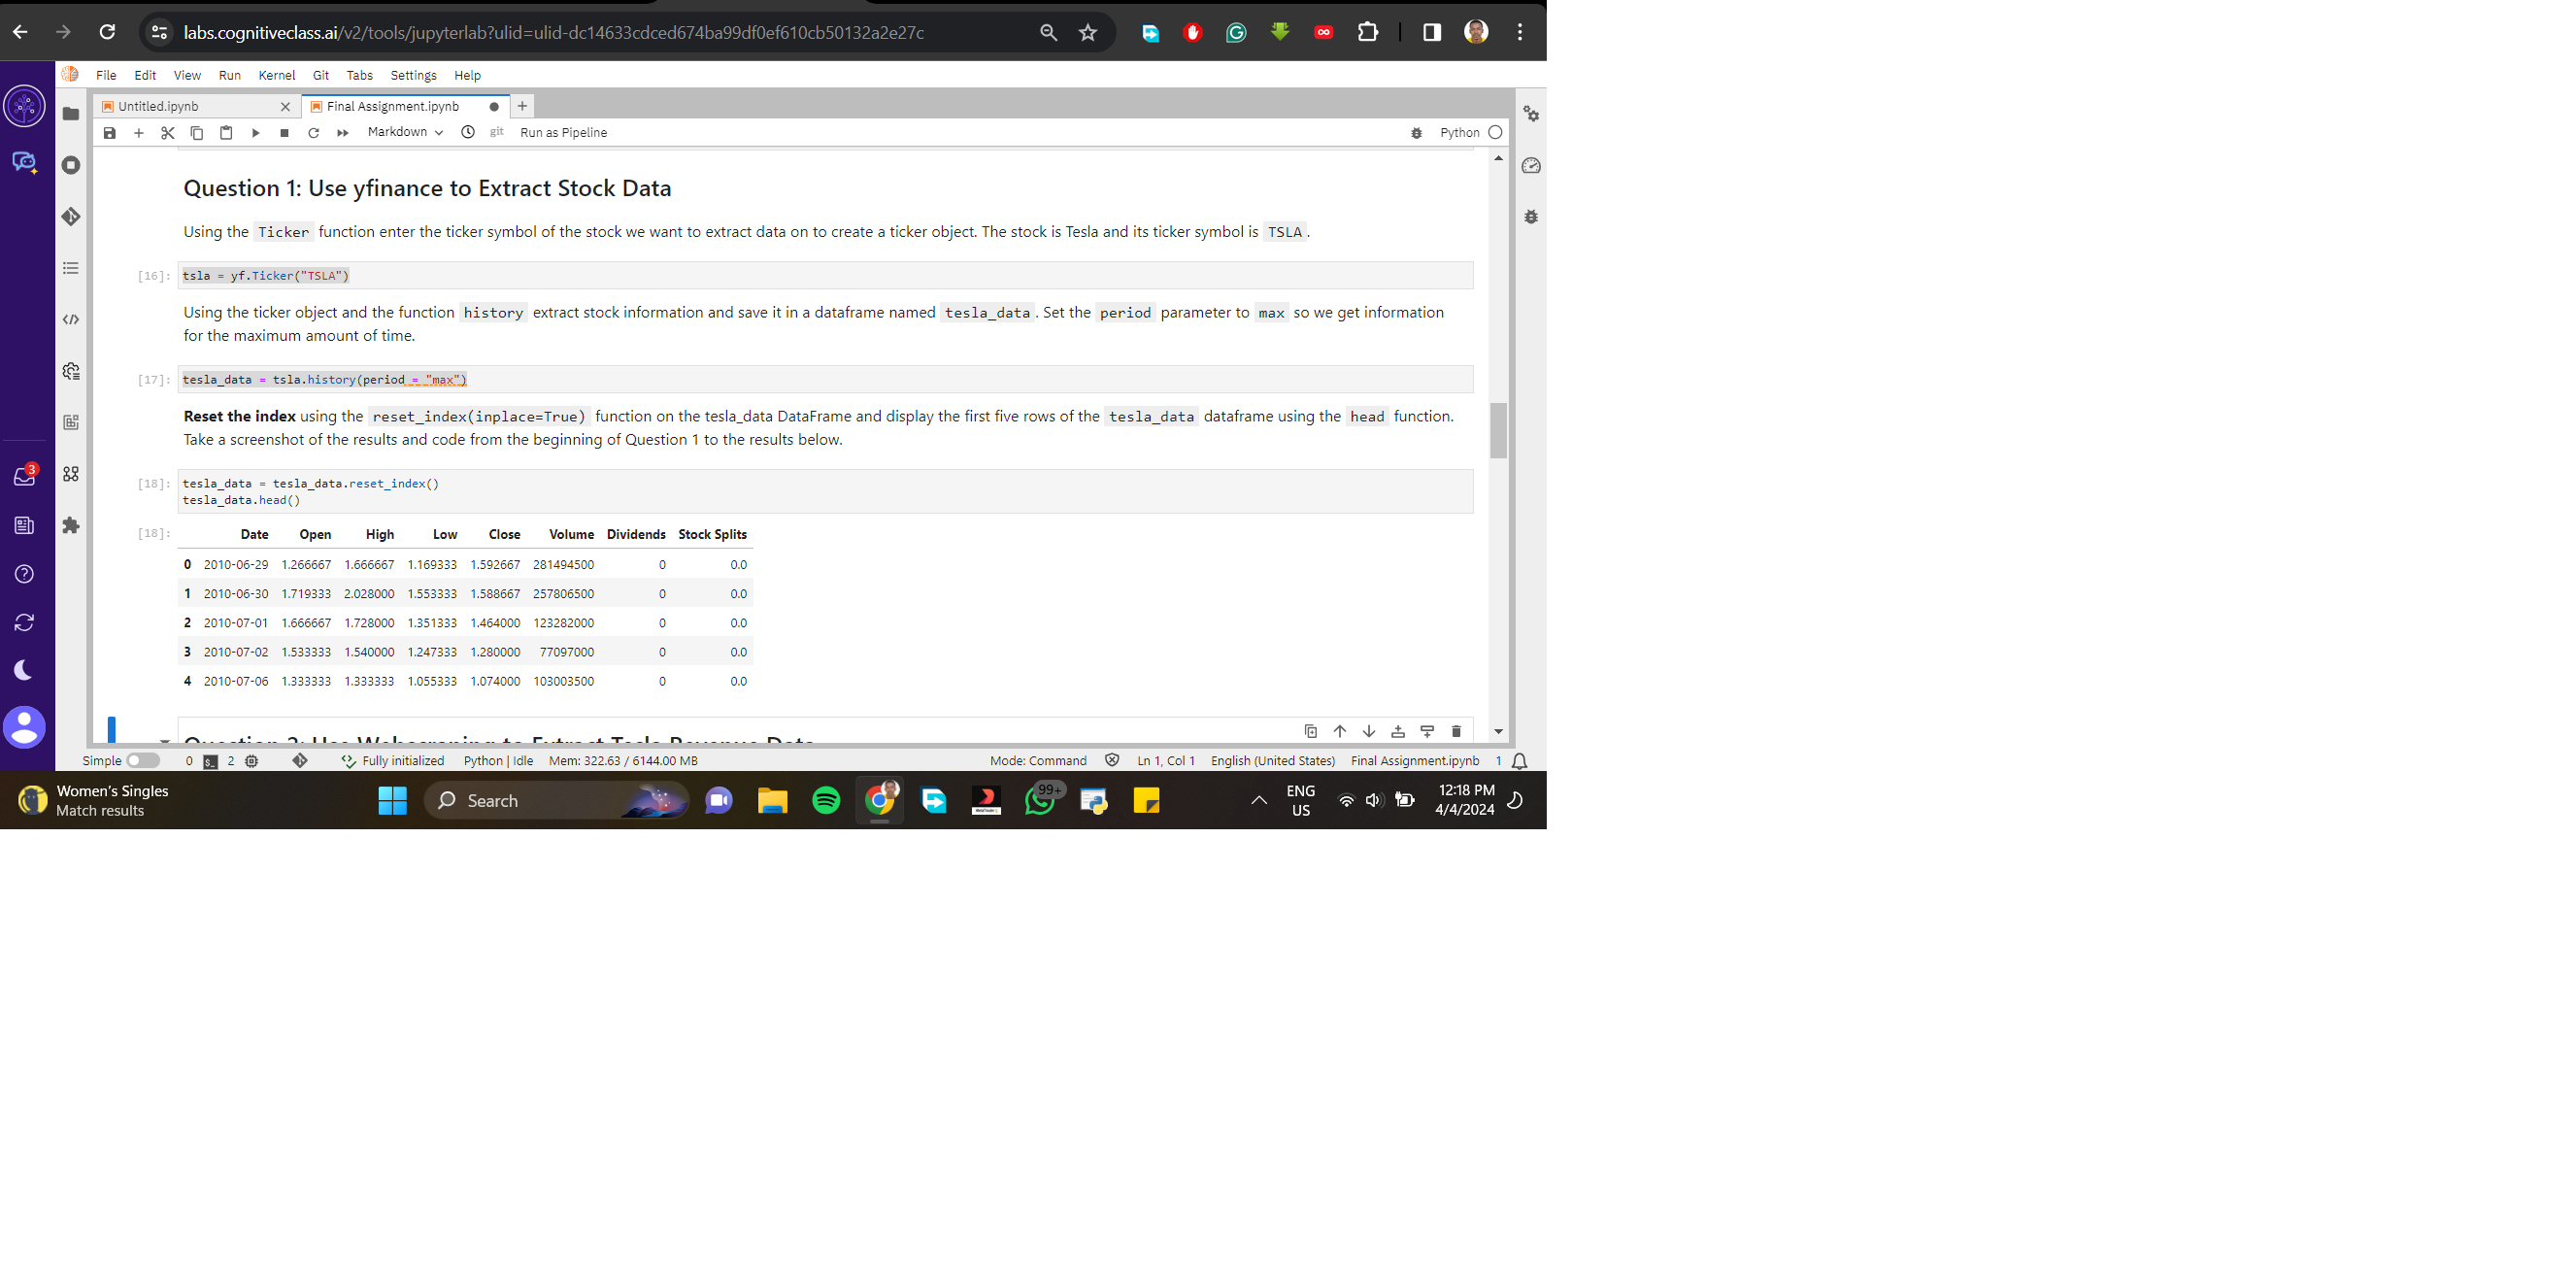 labs.cognitiveclass.ai/v2/tools/jupyterlab?ulid=ulid-dc14633cdced674ba99df0ef610cb50132a2e27c
File Edit View Run Kernel Git Tabs Settings Help
Untitled.ipynb Final Assignment.ipynb
Markdown git Run as Pipeline Python
Question 1: Use yfinance to Extract Stock Data
Using the Ticker function enter the ticker symbol of the stock we want to extract data on to create a ticker object. The stock is Tesla and its ticker symbol is TSLA.
[16]: tsla = yf.Ticker("TSLA")
Using the ticker object and the function history extract stock information and save it in a dataframe named tesla_data. Set the period parameter to max so we get information
for the maximum amount of time.
[17]: tesla_data = tsla.history(period = "max")
Reset the index using the reset_index(inplace=True) function on the tesla_data DataFrame and display the first five rows of the tesla_data dataframe using the head function.
Take a screenshot of the results and code from the beginning of Question 1 to the results below.
[18]: tesla_data = tesla_data.reset_index()
tesla_data.head()
[18]: Date Open High Low Close Volume Dividends Stock Splits
0 2010-06-29 1.266667 1.666667 1.169333 1.592667 281494500 0 0.0
1 2010-06-30 1.719333 2.028000 1.553333 1.588667 257806500 0 0.0
2 2010-07-01 1.666667 1.728000 1.351333 1.464000 123282000 0 0.0
3 2010-07-02 1.533333 1.540000 1.247333 1.280000 77097000 0 0.0
4 2010-07-06 1.333333 1.333333 1.055333 1.074000 103003500 0 0.0
Question 2: Use Webscraping to Extract Tesla Revenue Data
3
Simple 0 2 Fully initialized Python | Idle Mem: 322.63 / 6144.00 MB Mode: Command Ln 1, Col 1 English (United States) Final Assignment.ipynb 1
Women's Singles
Match results
Search
99+
ENG
US
12:18 PM
4/4/2024